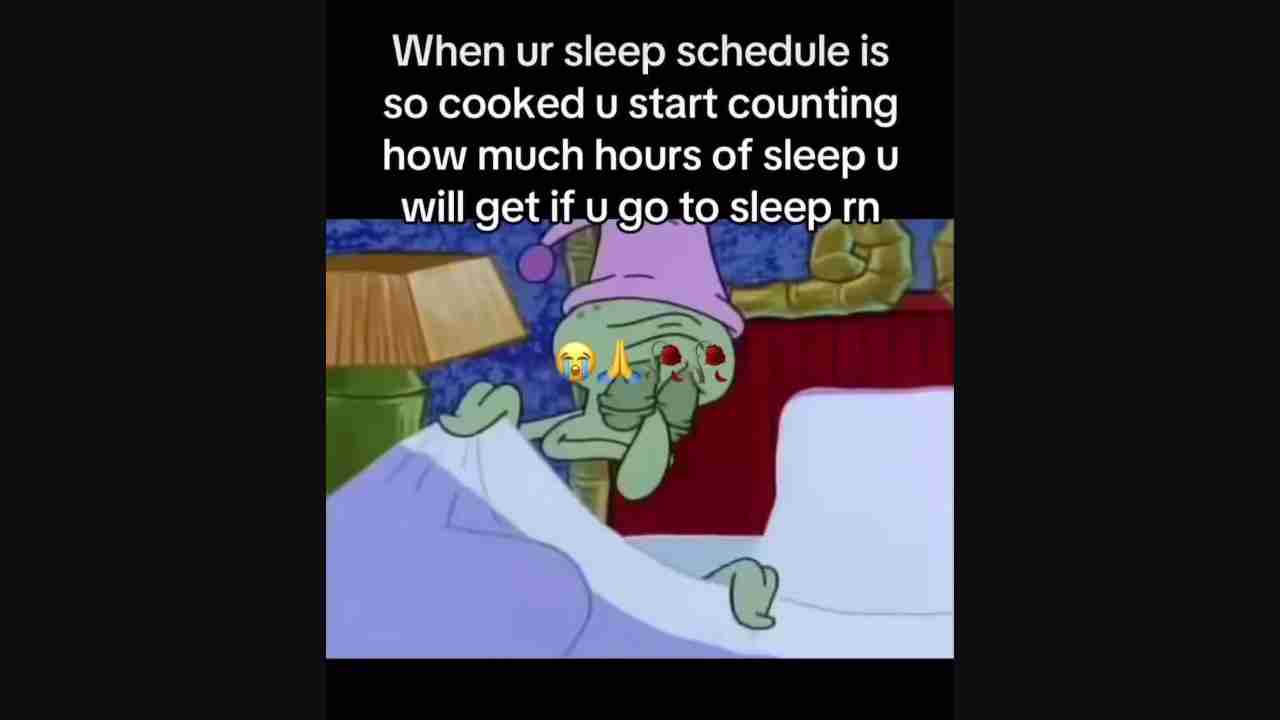 When ur sleep schedule is
so cooked u start counting
how much hours of sleep u
will get if u go to sleep rn
😭🙏🥀🥀